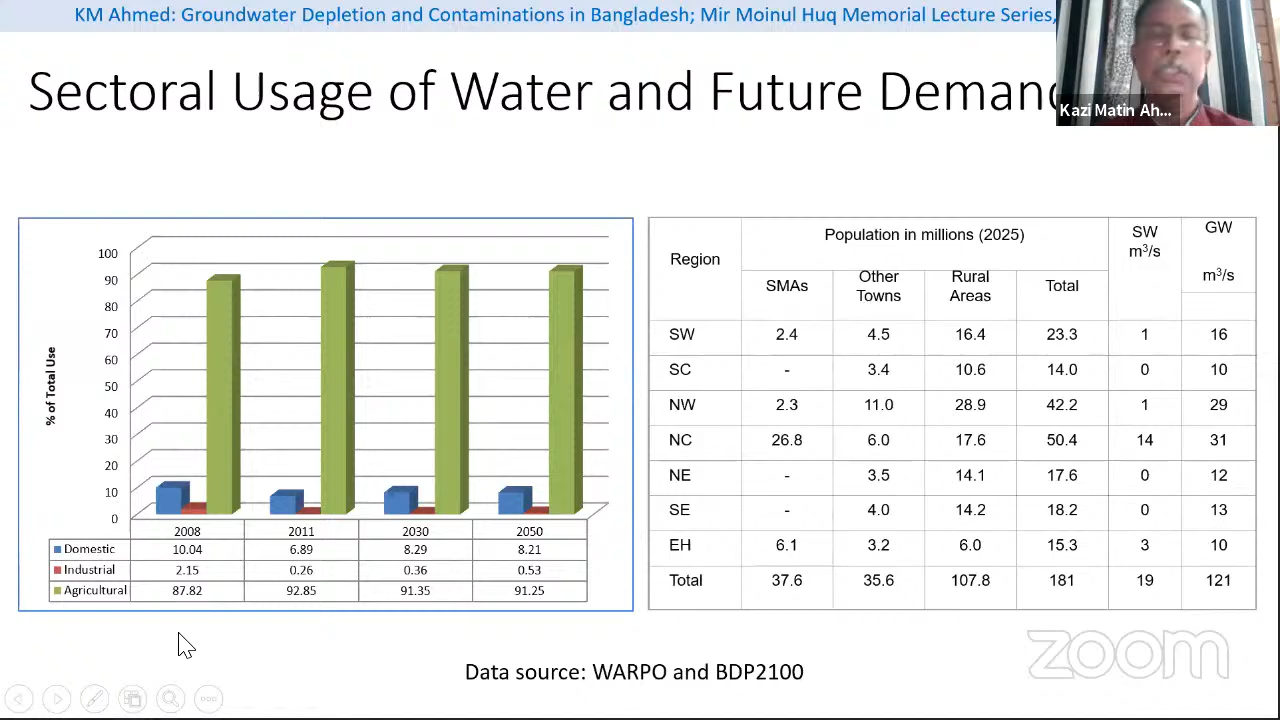 KM Ahmed: Groundwater Depletion and Contaminations in Bangladesh; Mir Moinul Huq Memorial Lecture Series,
Kazi Matin Ah...
Sectoral Usage of Water and Future Deman
100
90
80
70
60
50
40
30
20
10
0
% of Total Use
2008 2011 2030 2050
Domestic 10.04 6.89 8.29 8.21
Industrial 2.15 0.26 0.36 0.53
Agricultural 87.82 92.85 91.35 91.25
Region Population in millions (2025) SW m³/s GW m³/s
SMAs Other Towns Rural Areas Total
SW 2.4 4.5 16.4 23.3 1 16
SC - 3.4 10.6 14.0 0 10
NW 2.3 11.0 28.9 42.2 1 29
NC 26.8 6.0 17.6 50.4 14 31
NE - 3.5 14.1 17.6 0 12
SE - 4.0 14.2 18.2 0 13
EH 6.1 3.2 6.0 15.3 3 10
Total 37.6 35.6 107.8 181 19 121
Data source: WARPO and BDP2100
zoom